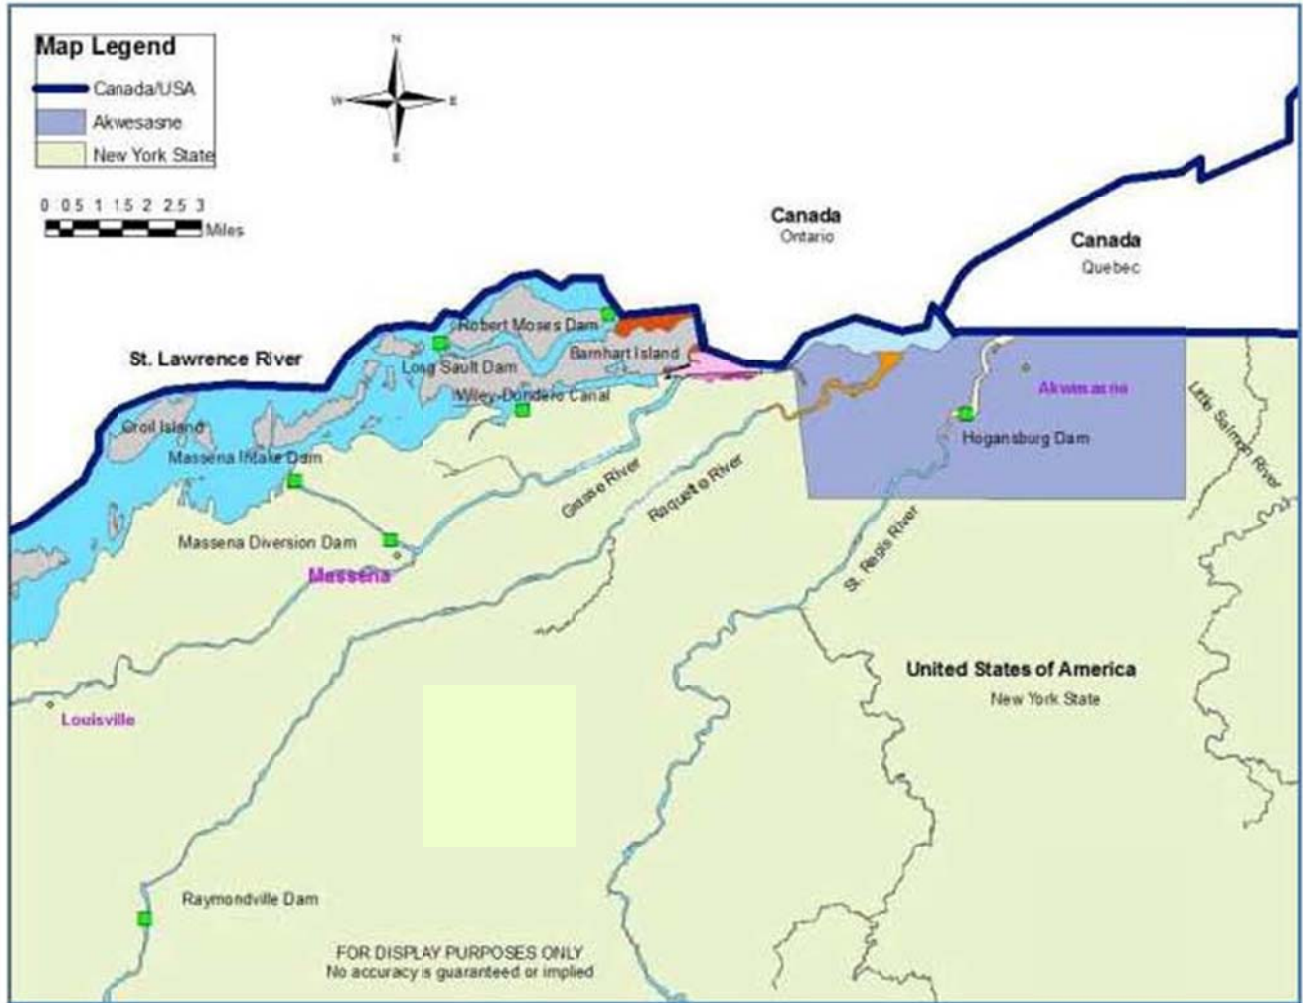 Map Legend
Canada/USA
Akwesasne
New York State
0 0 5 1 1.5 2 2.5 3
Miles
N
W E
S
Canada
Ontario
Canada
Quebec
St. Lawrence River
Robert Moses Dam
Barnhart Island
Long Sault Dam
Wiley-Dondero Canal
Croil Island
Massena Intake Dam
Akwesasne
Hogansburg Dam
Little Salmon River
Grasse River
Raquette River
Massena Diversion Dam
Massena
St. Regis River
United States of America
New York State
Louisville
Raymondville Dam
FOR DISPLAY PURPOSES ONLY
No accuracy is guaranteed or implied